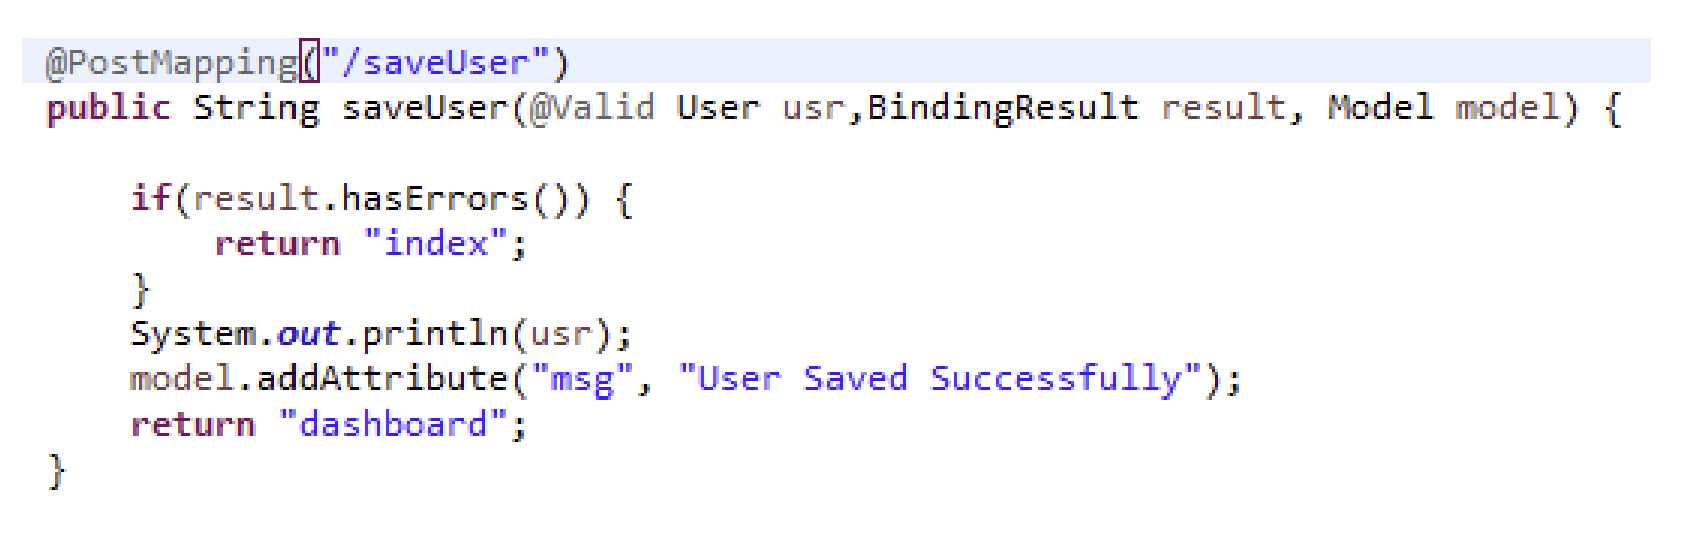 @PostMapping("/saveUser")
public String saveUser(@Valid User usr,BindingResult result, Model model) {
if(result.hasErrors()) {
return "index";
}
System.out.println(usr);
model.addAttribute("msg", "User Saved Successfully");
return "dashboard";
}